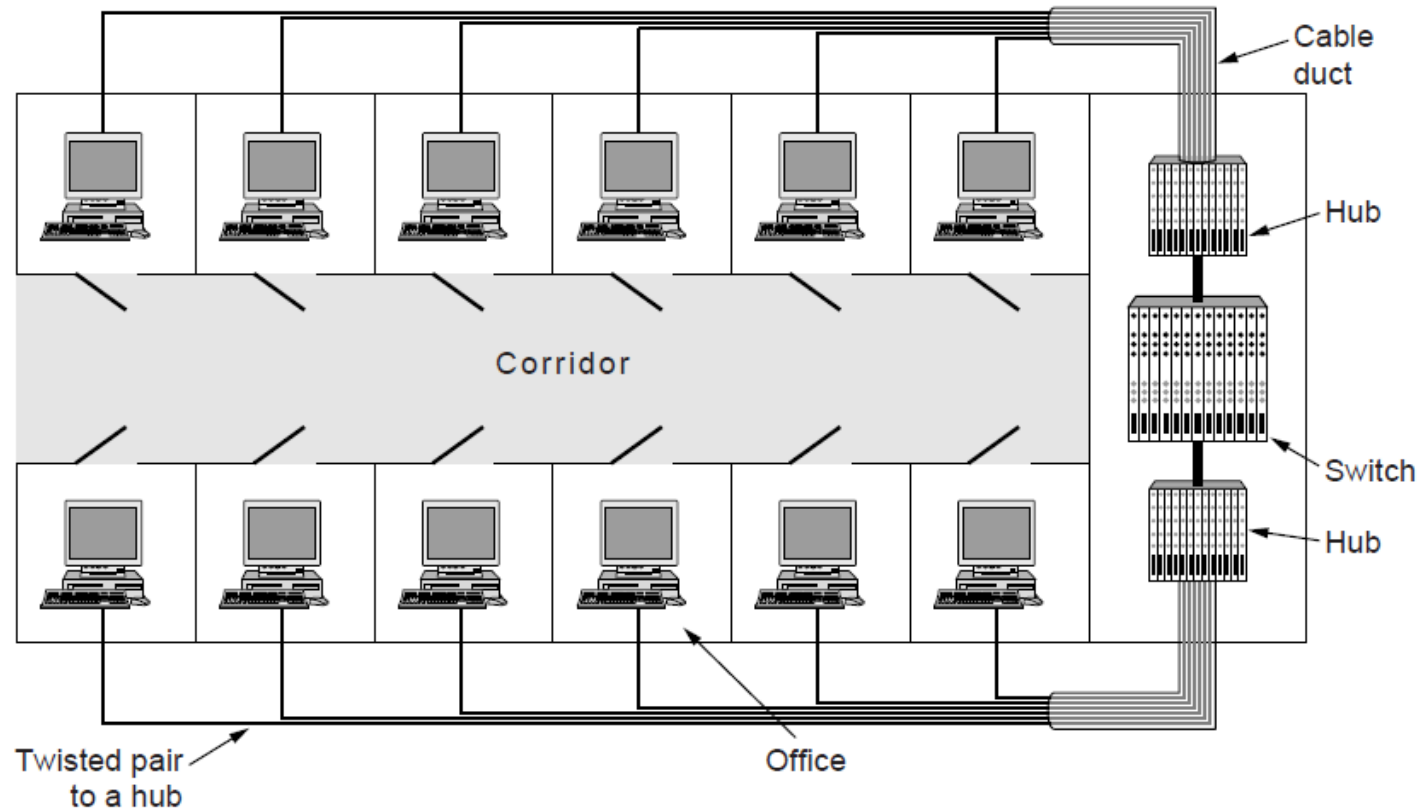 Cable
duct
Hub
Corridor
Switch
Hub
Twisted pair
to a hub
Office